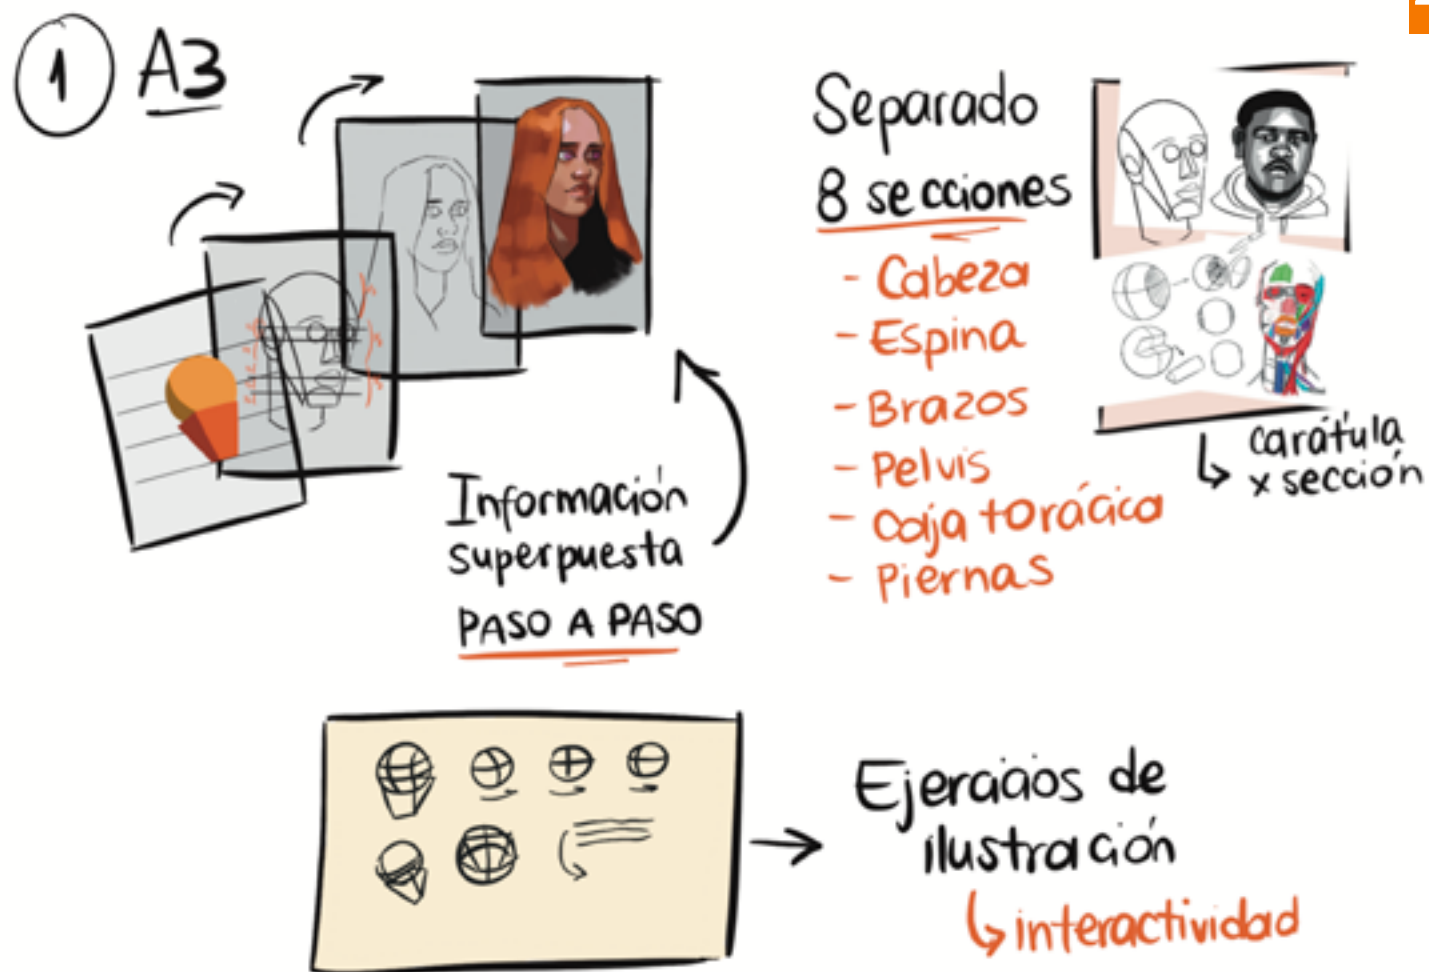 1 A3
Información
superpuesta
PASO A PASO
Separado
8 secciones
- Cabeza
- Espina
- Brazos
- Pelvis
- Caja torácica
- Piernas
carátula
x sección
Ejercicios de
ilustración
interactividad